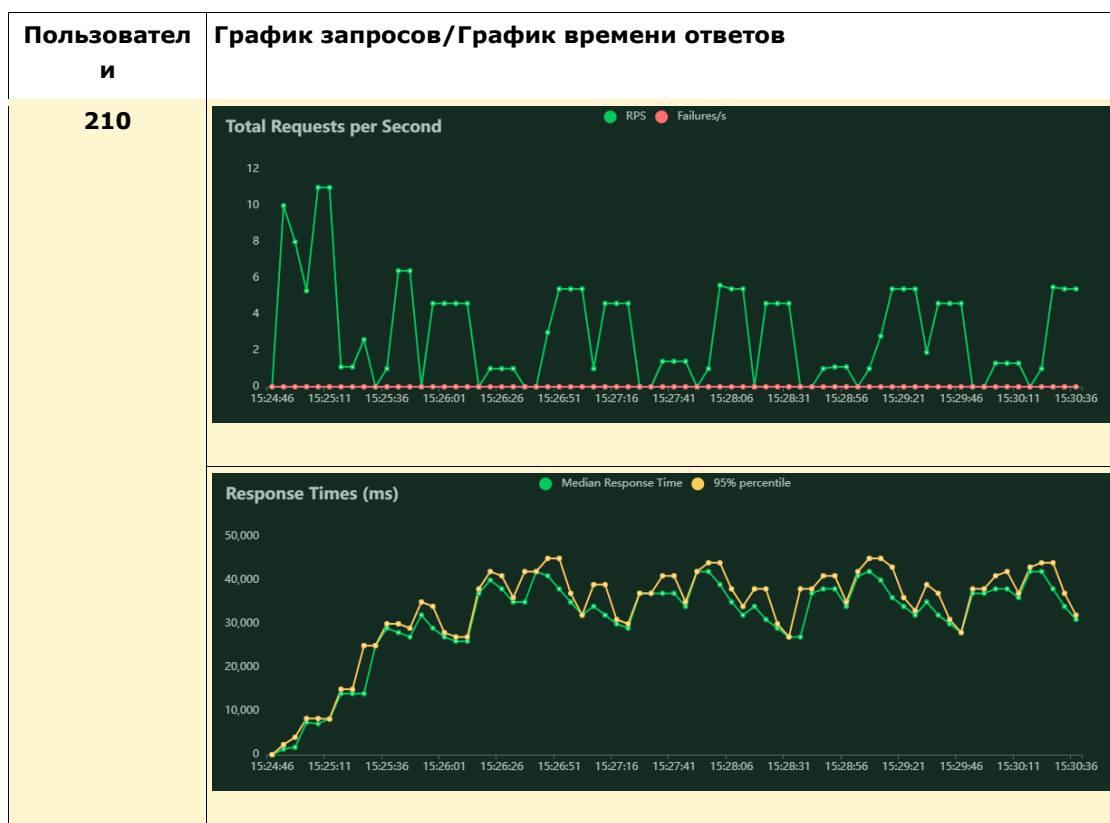 Пользовател
и
График запросов/График времени ответов
210
Total Requests per Second
RPS Failures/s
12
10
8
6
4
2
0
15:24:46 15:25:11 15:25:36 15:26:01 15:26:26 15:26:51 15:27:16 15:27:41 15:28:06 15:28:31 15:28:56 15:29:21 15:29:46 15:30:11 15:30:36
Response Times (ms)
Median Response Time 95% percentile
50,000
40,000
30,000
20,000
10,000
0
15:24:46 15:25:11 15:25:36 15:26:01 15:26:26 15:26:51 15:27:16 15:27:41 15:28:06 15:28:31 15:28:56 15:29:21 15:29:46 15:30:11 15:30:36